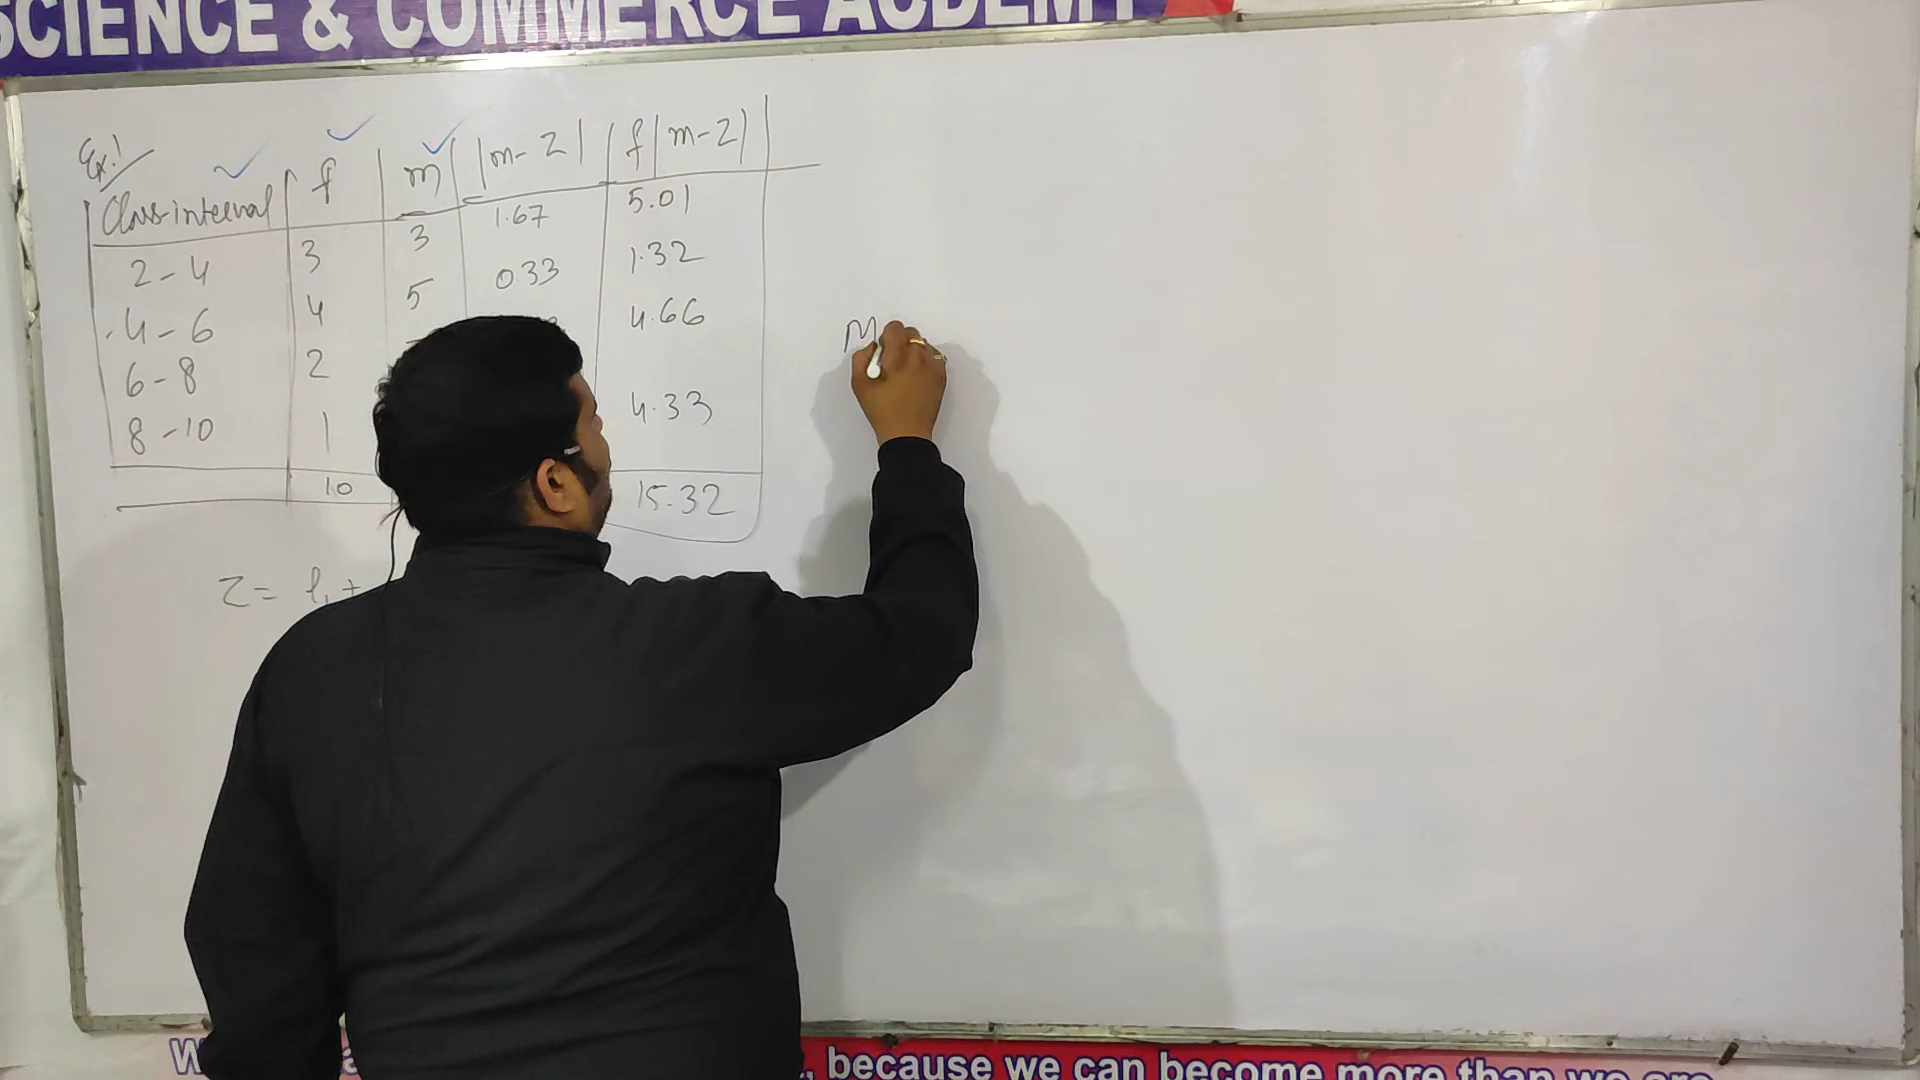 SCIENCE & COMMERCE ACDEMY
Ex!
Class-interval f m |m-Z| f|m-Z|
2-4 3 3 1.67 5.01
4-6 4 5 0.33 1.32
6-8 2 4.66
8-10 1 4.33
10 15.32
Z = l₁+
M
, because we can become more than we are